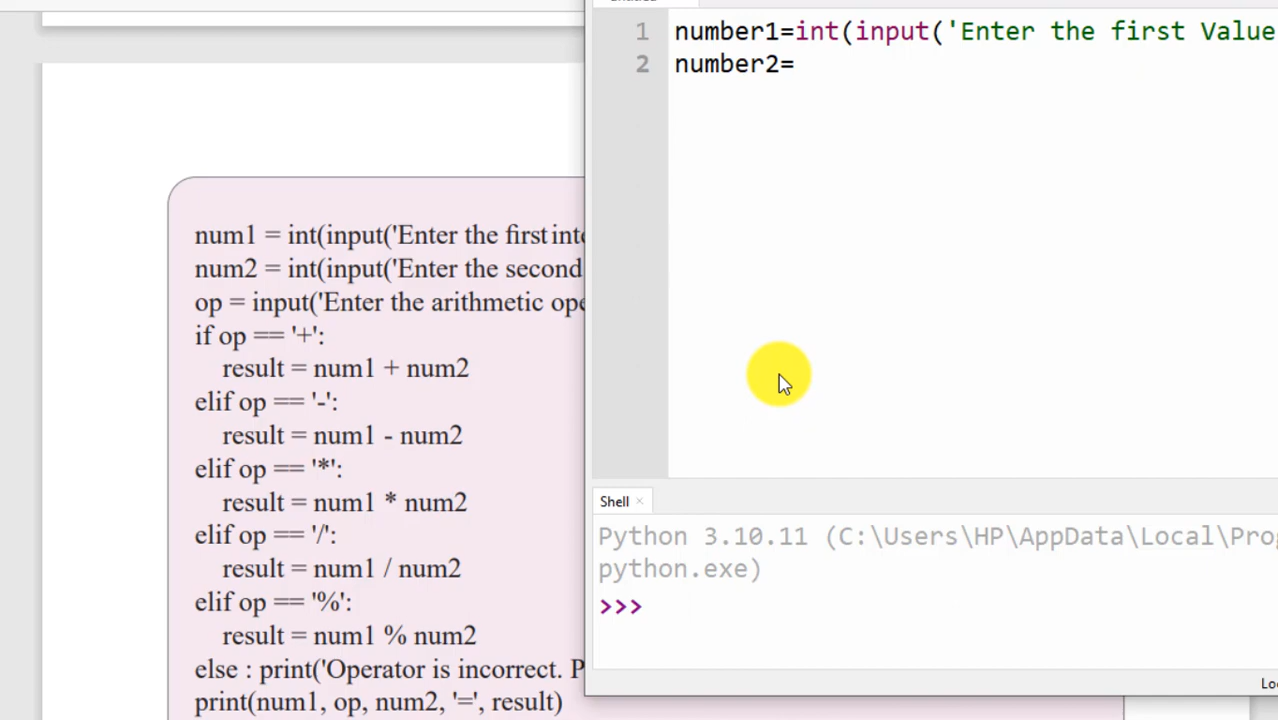 num1 = int(input('Enter the first
num2 = int(input('Enter the second
op = input('Enter the arithmetic
if op == '+':
result = num1 + num2
elif op == '-':
result = num1 - num2
elif op == '*':
result = num1 * num2
elif op == '/':
result = num1 / num2
elif op == '%':
result = num1 % num2
else : print('Operator is incorrect. P
print(num1, op, num2, '=', result)
1 number1=int(input('Enter the first Value
2 number2=
Shell ×
Python 3.10.11 (C:\Users\HP\AppData\Local\Prog
python.exe)
>>>